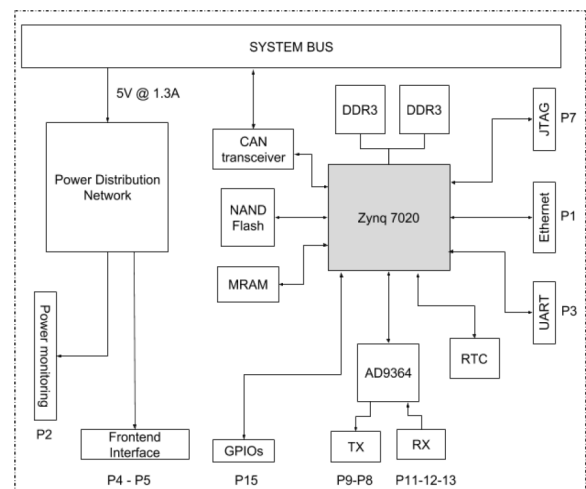 SYSTEM BUS
5V @ 1.3A
DDR3
DDR3
JTAG
P7
CAN
transceiver
Power Distribution
Network
NAND
Flash
Zynq 7020
Ethernet
P1
MRAM
UART
P3
Power monitoring
RTC
AD9364
P2
Frontend
Interface
GPIOs
TX
RX
P4 - P5
P15
P9-P8
P11-12-13